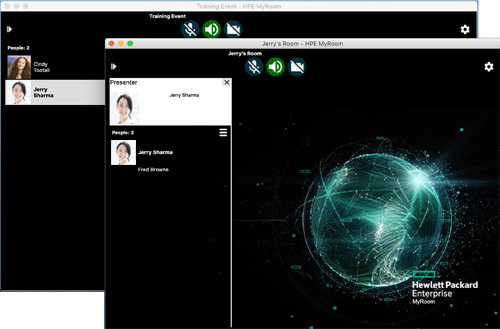 Training Event - HPE MyRoom
Training Event
People: 2
Cindy
Tootall
Jerry
Sharma
Jerry's Room - HPE MyRoom
Jerry's Room
Presenter
Jerry Sharma
People: 2
Jerry Sharma
Fred Browne
Hewlett Packard
Enterprise
MyRoom